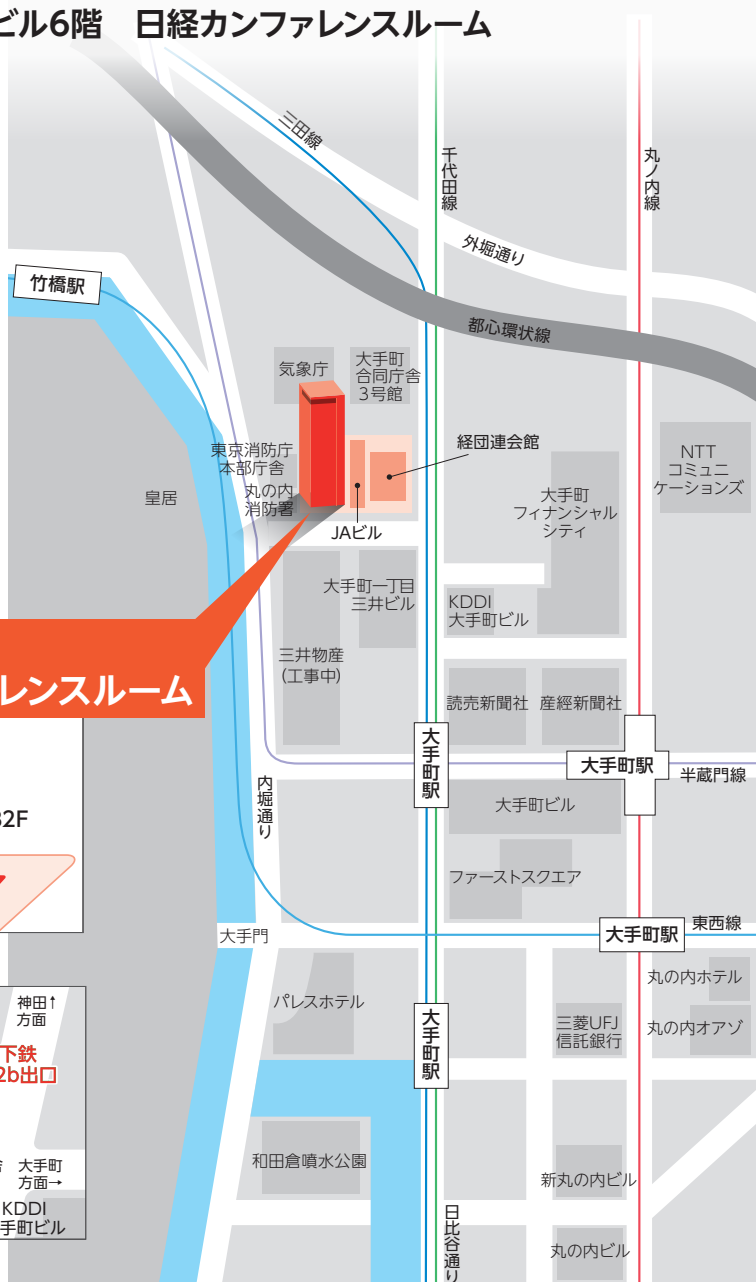 ビル6階 日経カンファレンスルーム
三田線
千代田線
丸ノ内線
外堀通り
竹橋駅
都心環状線
気象庁
大手町
合同庁舎
3号館
東京消防庁
本部庁舎
丸の内
消防署
経団連会館
NTT
コミュニ
ケーションズ
皇居
大手町
フィナンシャル
シティ
JAビル
大手町一丁目
三井ビル
KDDI
大手町ビル
三井物産
(工事中)
レンスルーム
読売新聞社
産経新聞社
大手町駅
大手町駅
半蔵門線
内堀通り
大手町ビル
2F
ファーストスクエア
大手門
大手町駅
東西線
丸の内ホテル
パレスホテル
大手町駅
三菱UFJ
信託銀行
丸の内オアゾ
神田↑
方面
下鉄
2b出口
和田倉噴水公園
大手町
方面→
新丸の内ビル
KDDI
手町ビル
日比谷通り
丸の内ビル